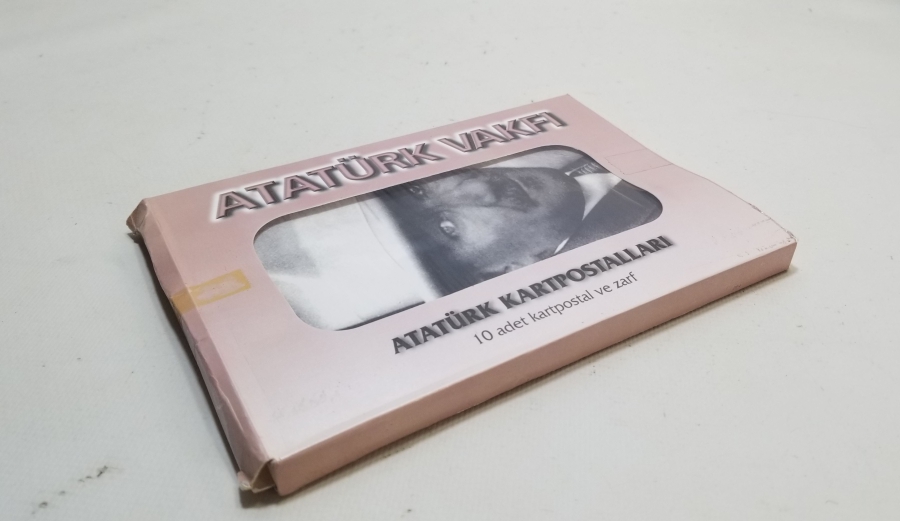 ATATÜRK VAKFI
ATATÜRK KARTPOSTALLARI
10 adet kartpostal ve zarf